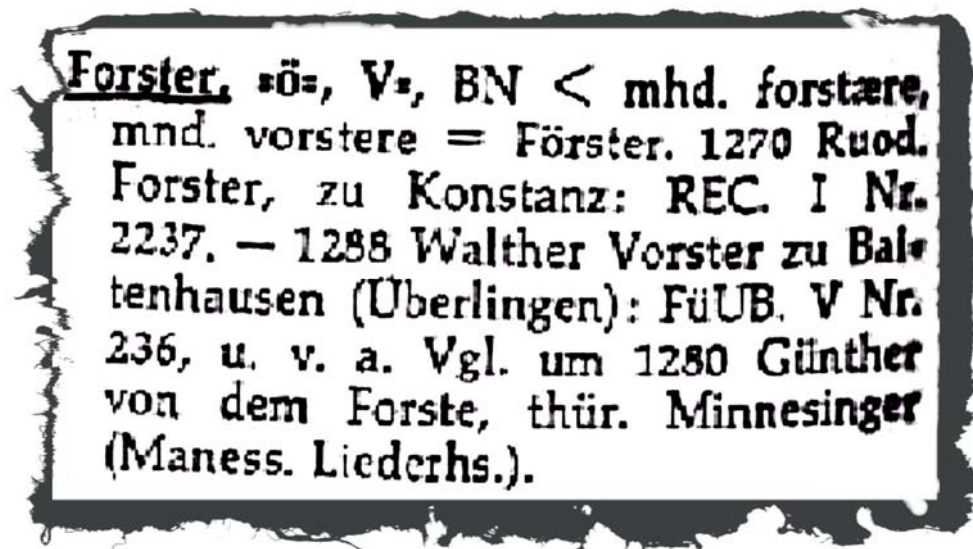 Forster, =ö=, V=, BN < mhd. forstære,
mnd. vorstere = Förster. 1270 Ruod.
Forster, zu Konstanz: REC. I Nr.
2237. — 1288 Walther Vorster zu Bal=
tenhausen (Überlingen): FüUB. V Nr.
236, u. v. a. Vgl. um 1280 Günther
von dem Forste, thür. Minnesinger
(Maness. Liederhs.).